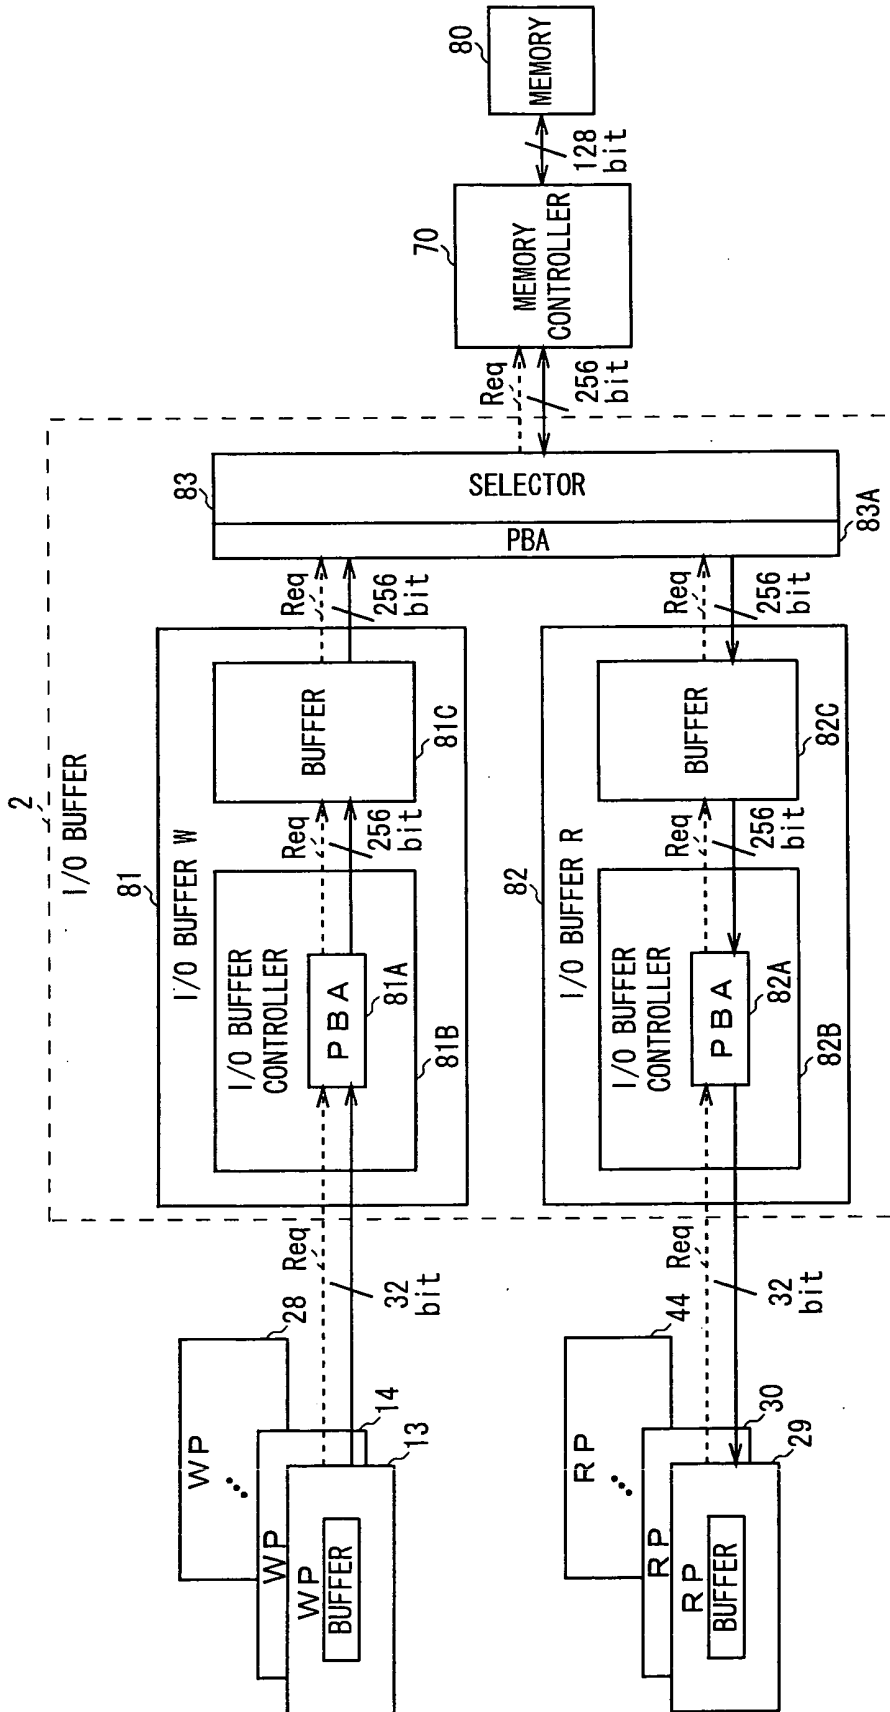 2
I/O BUFFER
81
I/O BUFFER W
I/O BUFFER
CONTROLLER
PBA
81A
81B
BUFFER
81C
Req
256
bit
Req
256
bit
WP
28
WP
14
WP
BUFFER
13
Req
32
bit
82
I/O BUFFER R
I/O BUFFER
CONTROLLER
PBA
82A
82B
BUFFER
82C
Req
256
bit
Req
256
bit
RP
44
RP
30
RP
BUFFER
29
Req
32
bit
83
SELECTOR
PBA
83A
Req
256
bit
70
MEMORY
CONTROLLER
128
bit
80
MEMORY